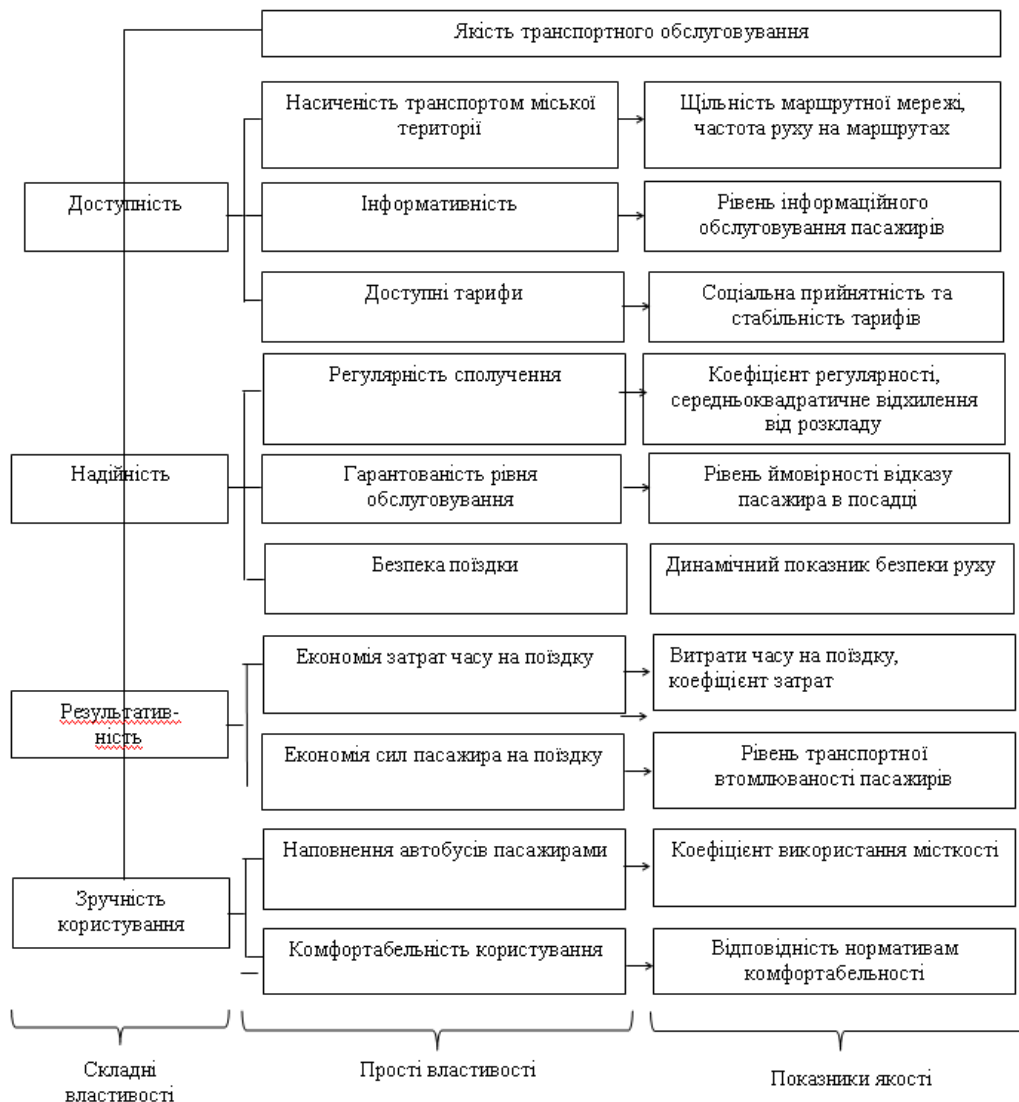 Якість транспортного обслуговування
Насиченість транспортом міської
території
Щільність маршрутної мережі,
частота руху на маршрутах
Доступність
Інформативність
Рівень інформаційного
обслуговування пасажирів
Доступні тарифи
Соціальна прийнятність та
стабільність тарифів
Регулярність сполучення
Коефіцієнт регулярності,
середньоквадратичне відхилення
від розкладу
Надійність
Гарантованість рівня
обслуговування
Рівень ймовірності відказу
пасажира в посадці
Безпека поїздки
Динамічний показник безпеки руху
Економія затрат часу на поїздку
Витрати часу на поїздку,
коефіцієнт затрат
Результатив-
ність
Економія сил пасажира на поїздку
Рівень транспортної
втомлюваності пасажирів
Наповнення автобусів пасажирами
Коефіцієнт використання місткості
Зручність
користування
Комфортабельність користування
Відповідність нормативам
комфортабельності
Складні
властивості
Прості властивості
Показники якості